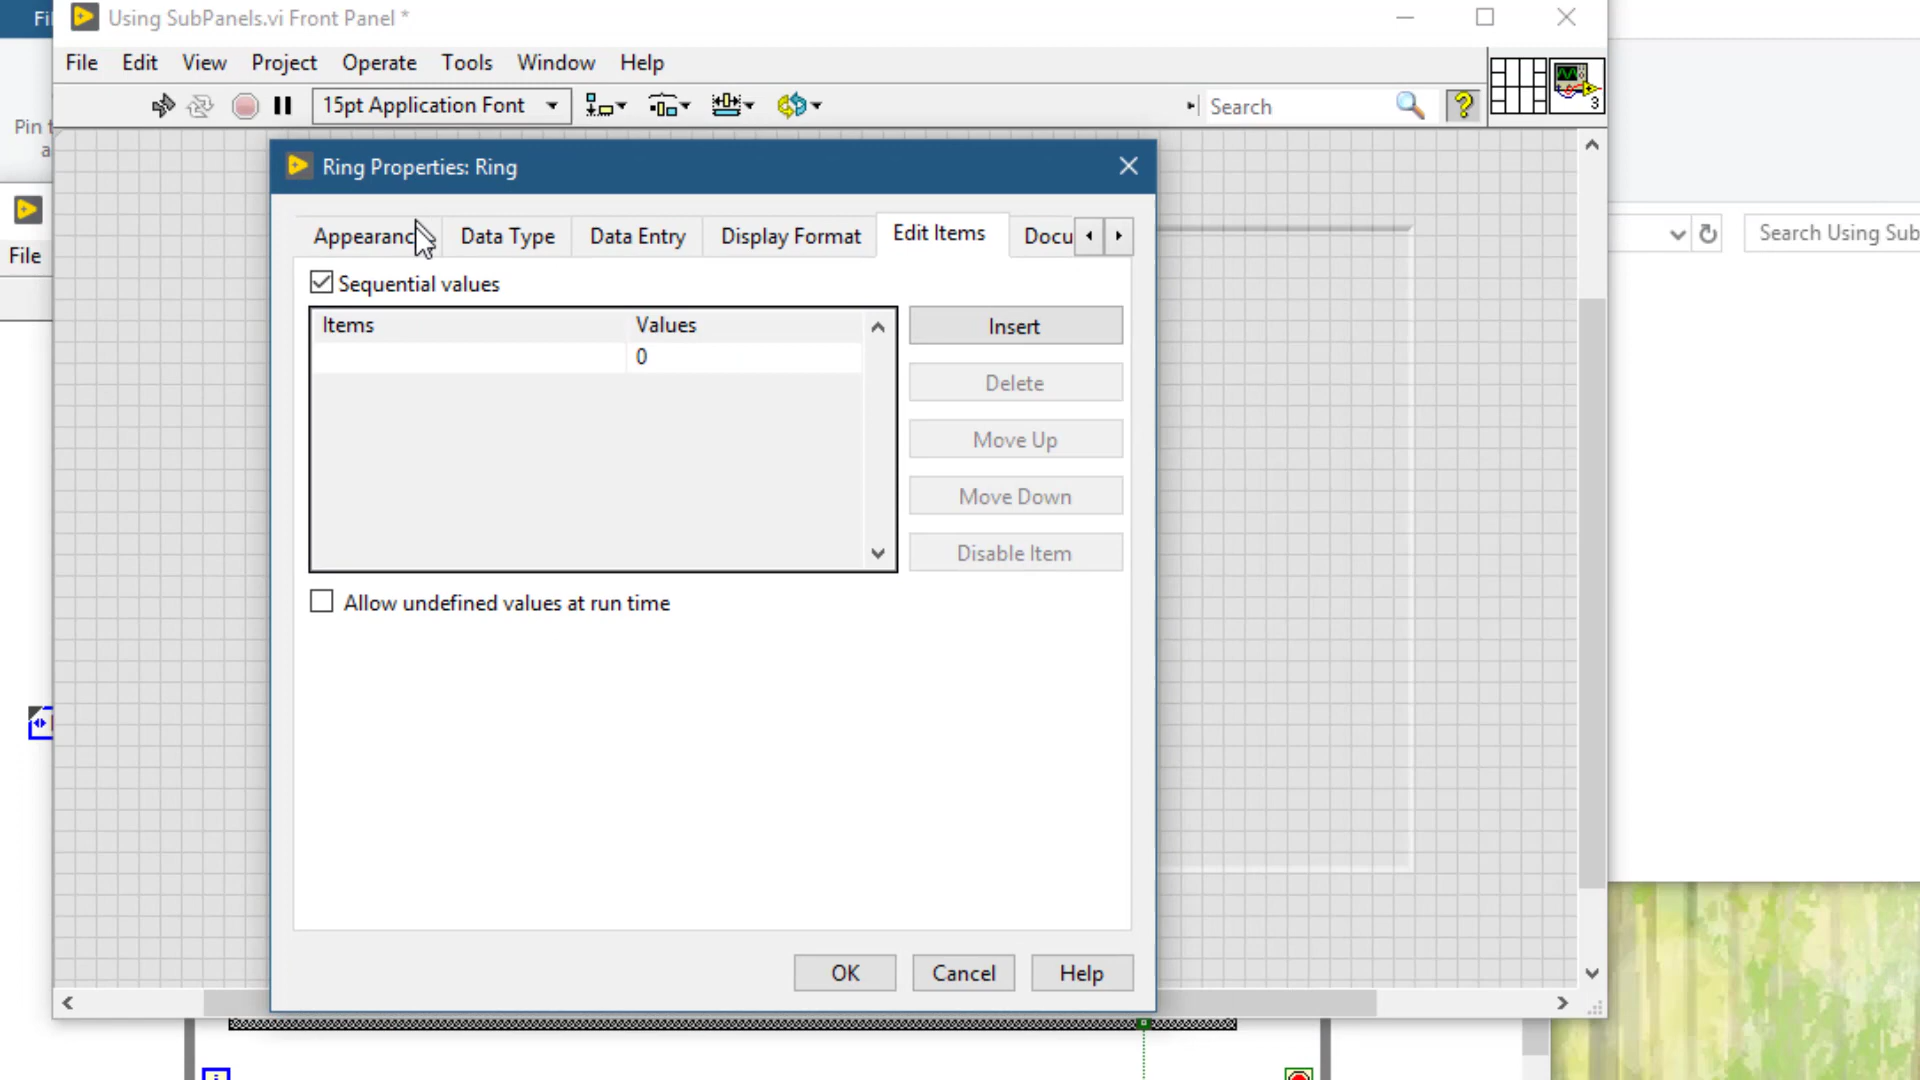 Fi
Using SubPanels.vi Front Panel *
File Edit View Project Operate Tools Window Help
15pt Application Font
Search
3
Pin t
a
Ring Properties: Ring
Appearanc Data Type Data Entry Display Format Edit Items Docu
File
Search Using Sub
Sequential values
Items Values
0
Insert
Delete
Move Up
Move Down
Disable Item
Allow undefined values at run time
OK Cancel Help
i